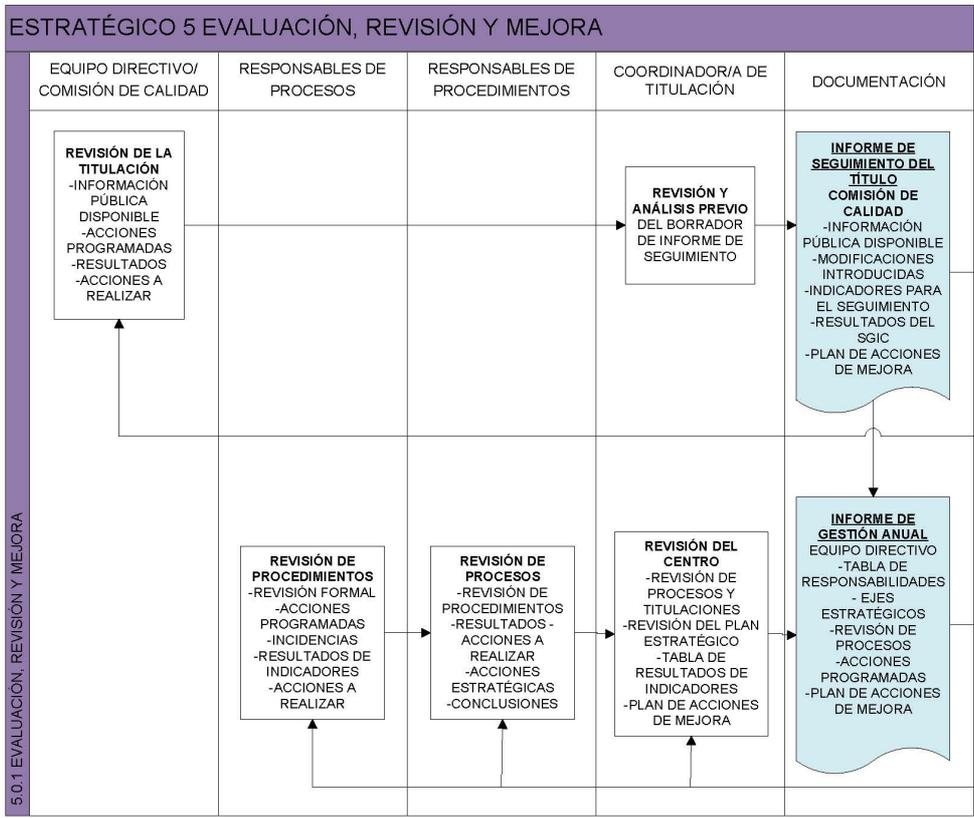 ESTRATÉGICO 5 EVALUACIÓN, REVISIÓN Y MEJORA
EQUIPO DIRECTIVO/
COMISIÓN DE CALIDAD
RESPONSABLES DE
PROCESOS
RESPONSABLES DE
PROCEDIMIENTOS
COORDINADOR/A DE
TITULACIÓN
DOCUMENTACIÓN
REVISIÓN DE LA
TITULACIÓN
-INFORMACIÓN
PÚBLICA
DISPONIBLE
-ACCIONES
PROGRAMADAS
-RESULTADOS
-ACCIONES A
REALIZAR
REVISIÓN Y
ANÁLISIS PREVIO
DEL BORRADOR
DE INFORME DE
SEGUIMIENTO
INFORME DE
SEGUIMIENTO DEL
TÍTULO
COMISIÓN DE
CALIDAD
-INFORMACIÓN
PÚBLICA DISPONIBLE
-MODIFICACIONES
INTRODUCIDAS
-INDICADORES PARA
EL SEGUIMIENTO
-RESULTADOS DEL
SGIC
-PLAN DE ACCIONES
DE MEJORA
5.0.1 EVALUACIÓN, REVISIÓN Y MEJORA
REVISIÓN DE
PROCEDIMIENTOS
-REVISIÓN FORMAL
-ACCIONES
PROGRAMADAS
-INCIDENCIAS
-RESULTADOS DE
INDICADORES
-ACCIONES A
REALIZAR
REVISIÓN DE
PROCESOS
-REVISIÓN DE
PROCEDIMIENTOS
-RESULTADOS -
ACCIONES A
REALIZAR
-ACCIONES
ESTRATÉGICAS
-CONCLUSIONES
REVISIÓN DEL
CENTRO
-REVISIÓN DE
PROCESOS Y
TITULACIONES
-REVISIÓN DEL PLAN
ESTRATÉGICO
-TABLA DE
RESULTADOS DE
INDICADORES
-PLAN DE ACCIONES
DE MEJORA
INFORME DE
GESTIÓN ANUAL
EQUIPO DIRECTIVO
-TABLA DE
RESPONSABILIDADES
- EJES
ESTRATÉGICOS
-REVISÓN DE
PROCESOS
-ACCIONES
PROGRAMADAS
-PLAN DE ACCIONES
DE MEJORA